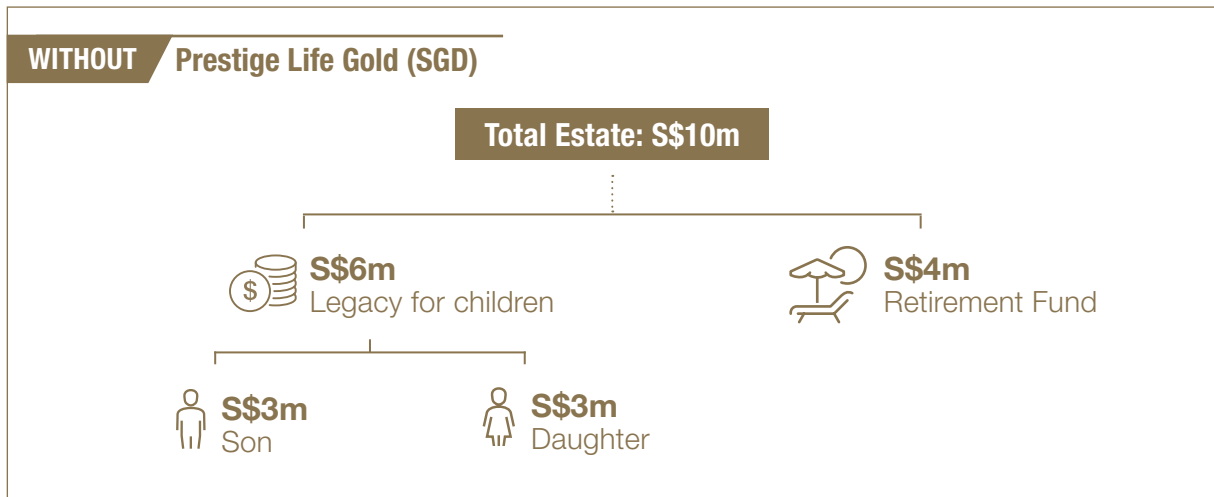 WITHOUT Prestige Life Gold (SGD)
Total Estate: S$10m
S$6m
Legacy for children
S$4m
Retirement Fund
$
S$3m
Son
S$3m
Daughter